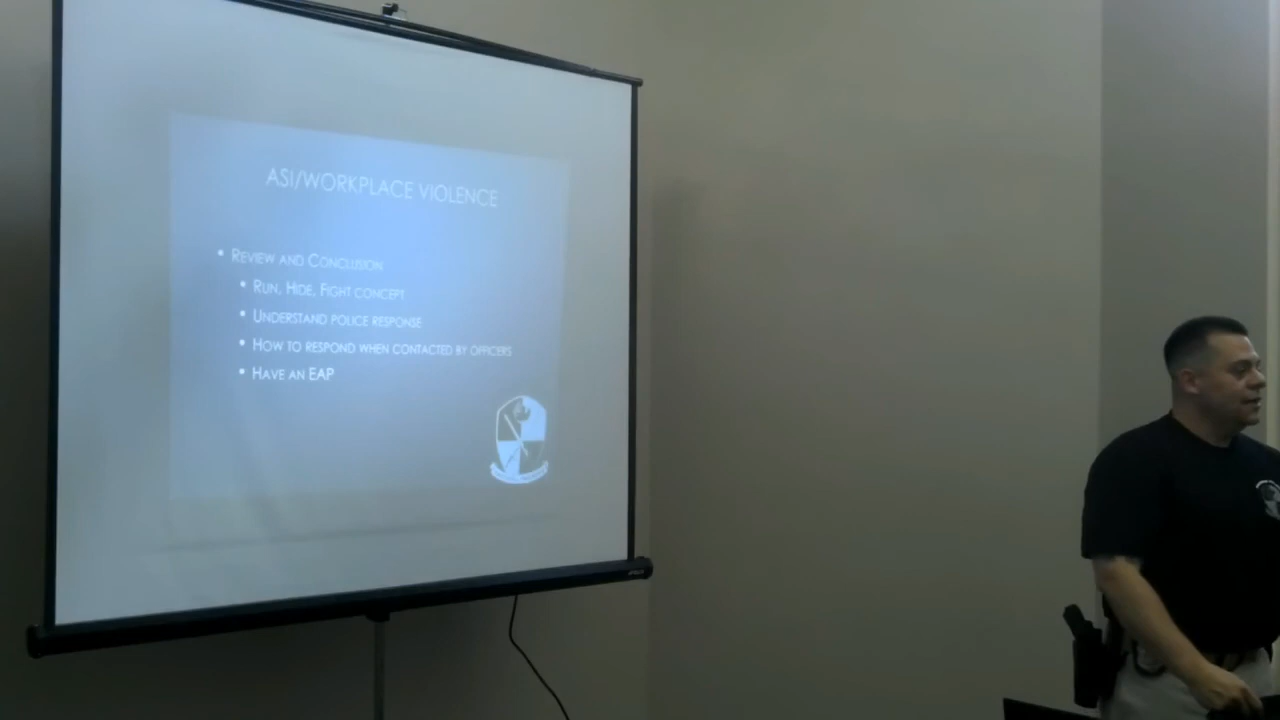 ASI/WORKPLACE VIOLENCE
• REVIEW AND CONCLUSION
• RUN, HIDE, FIGHT CONCEPT
• UNDERSTAND POLICE RESPONSE
• HOW TO RESPOND WHEN CONTACTED BY OFFICERS
• HAVE AN EAP